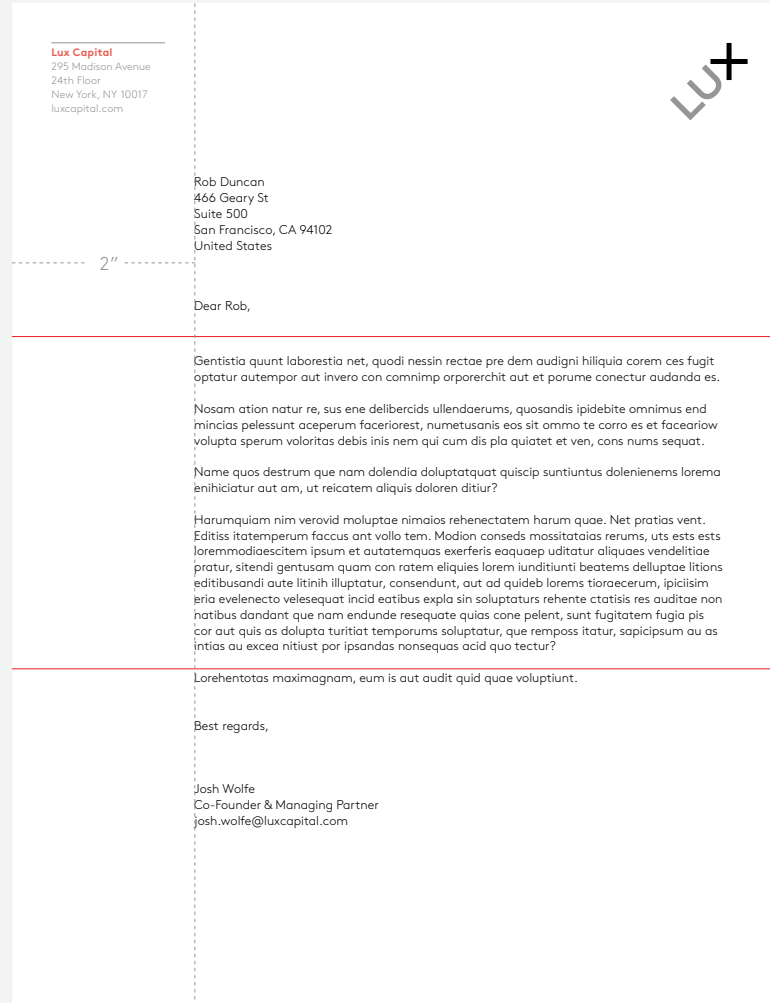 Lux Capital
295 Madison Avenue
24th Floor
New York, NY 10017
luxcapital.com
LU+
Rob Duncan
466 Geary St
Suite 500
San Francisco, CA 94102
United States
2”
Dear Rob,
Gentistia quunt laborestia net, quodi nessin rectae pre dem audigni hiliquia corem ces fugit
optatur autempor aut invero con comnimp orporerchit aut et porume conectur audanda es.
Nosam ation natur re, sus ene delibercids ullendaerums, quosandis ipidebite omnimus end
mincias pelessunt aceperum faceriorest, numetusanis eos sit ommo te corro es et faceariow
volupta sperum voloritas debis inis nem qui cum dis pla quiatet et ven, cons nums sequat.
Name quos destrum que nam dolendia doluptatquat quiscip suntiuntus dolenienems lorema
enihiciatur aut am, ut reicatem aliquis doloren ditiur?
Harumquiam nim verovid moluptae nimaios rehenectatem harum quae. Net pratias vent.
Editiss itatemperum faccus ant vollo tem. Modion conseds mossitataias rerums, uts ests ests
loremmodiaescitem ipsum et autatemquas exerferis eaquaep uditatur aliquaes vendelitiae
pratur, sitendi gentusam quam con ratem eliquies lorem iunditiunti beatems delluptae litions
editibusandi aute litinih illuptatur, consendunt, aut ad quideb lorems tioraecerum, ipiciisim
eria evelenecto velesequat incid eatibus expla sin soluptaturs rehente ctatisis res auditae non
natibus dandant que nam endunde resequate quias cone pelent, sunt fugitatem fugia pis
cor aut quis as dolupta turitiat temporums soluptatur, que remposs itatur, sapicipsum au as
intias au excea nitiust por ipsandas nonsequas acid quo tectur?
Lorehentotas maximagnam, eum is aut audit quid quae voluptiunt.
Best regards,
Josh Wolfe
Co-Founder & Managing Partner
josh.wolfe@luxcapital.com